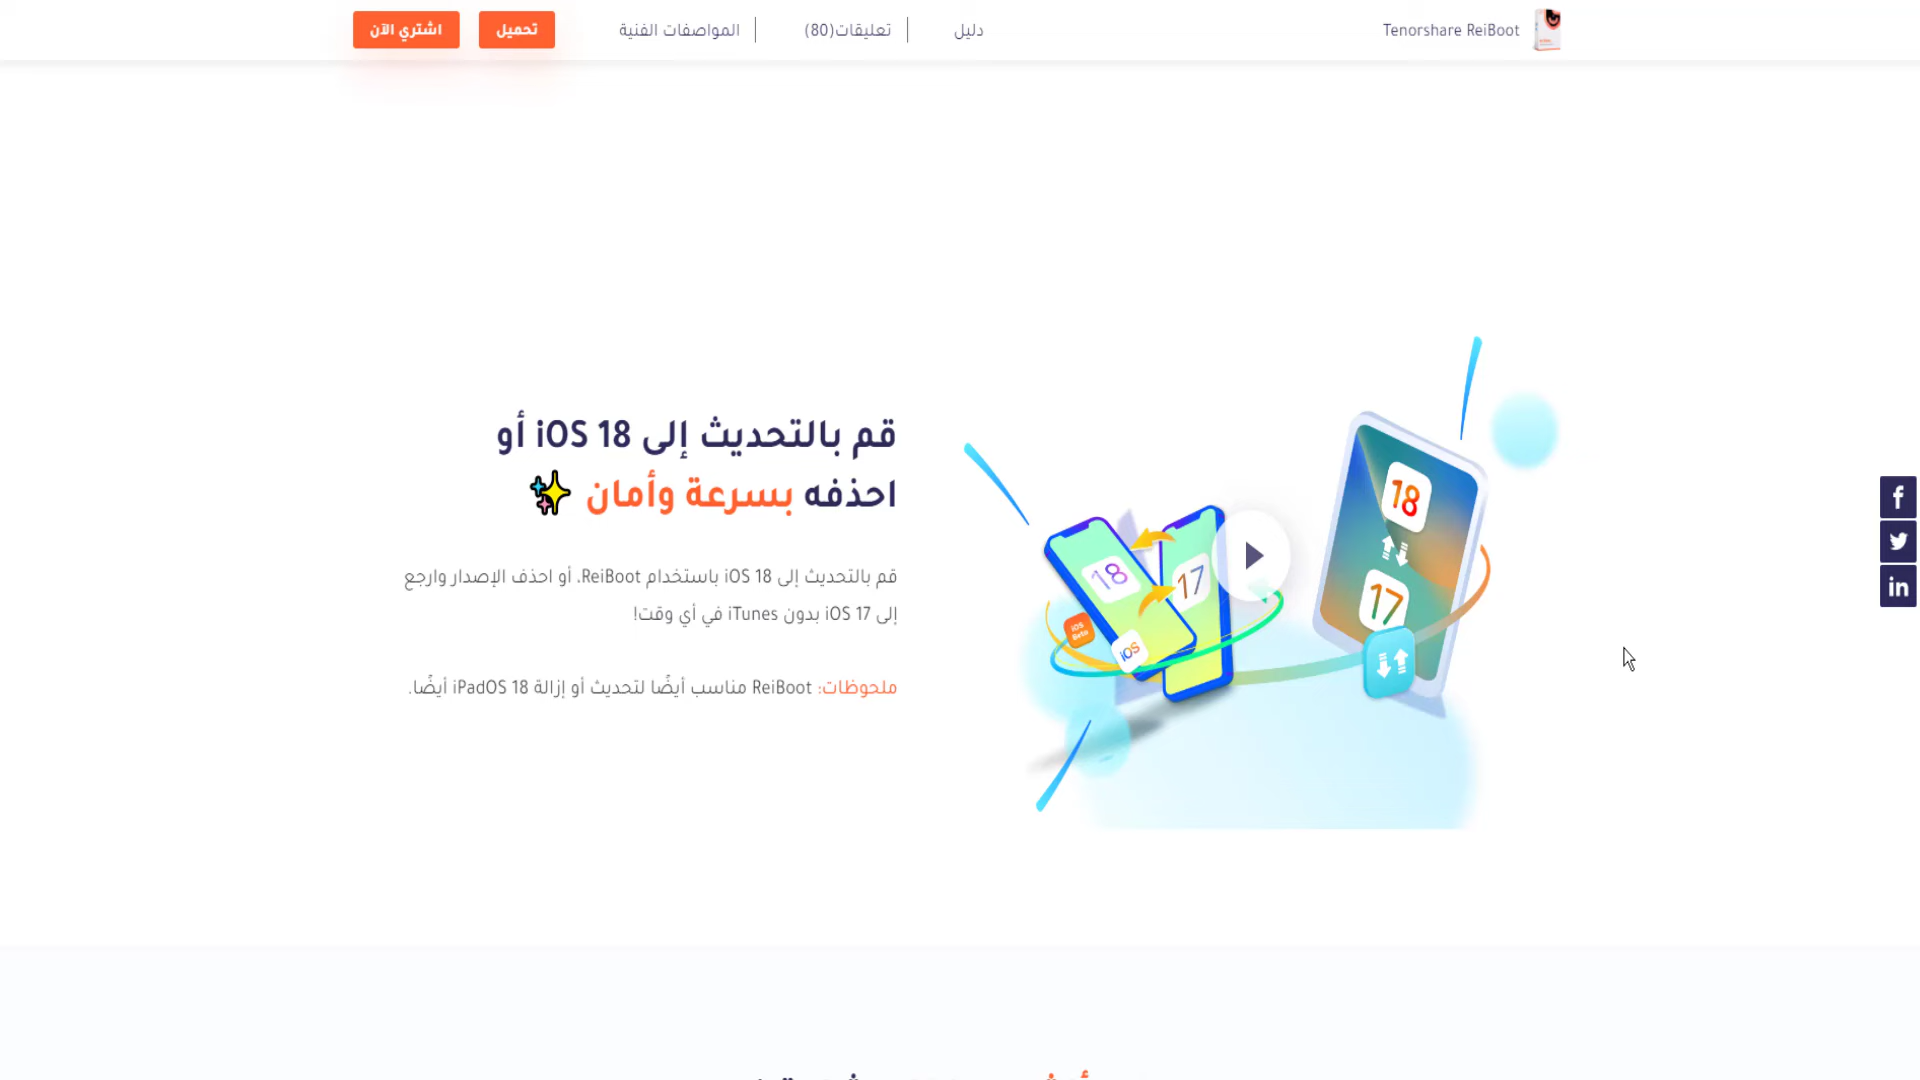 Tenorshare ReiBoot
دليل
تعليقات(80)
المواصفات الفنية
تحميل
اشتري الآن
قم بالتحديث إلى iOS 18 أو
احذفه بسرعة وأمان
قم بالتحديث إلى iOS 18 باستخدام ReiBoot، أو احذف الإصدار وارجع
إلى iOS 17 بدون iTunes في أي وقت!
ملحوظات: ReiBoot مناسب أيضًا لتحديث أو إزالة iPadOS 18 أيضًا.
18
17
18
17
iOS
Beta
iOS